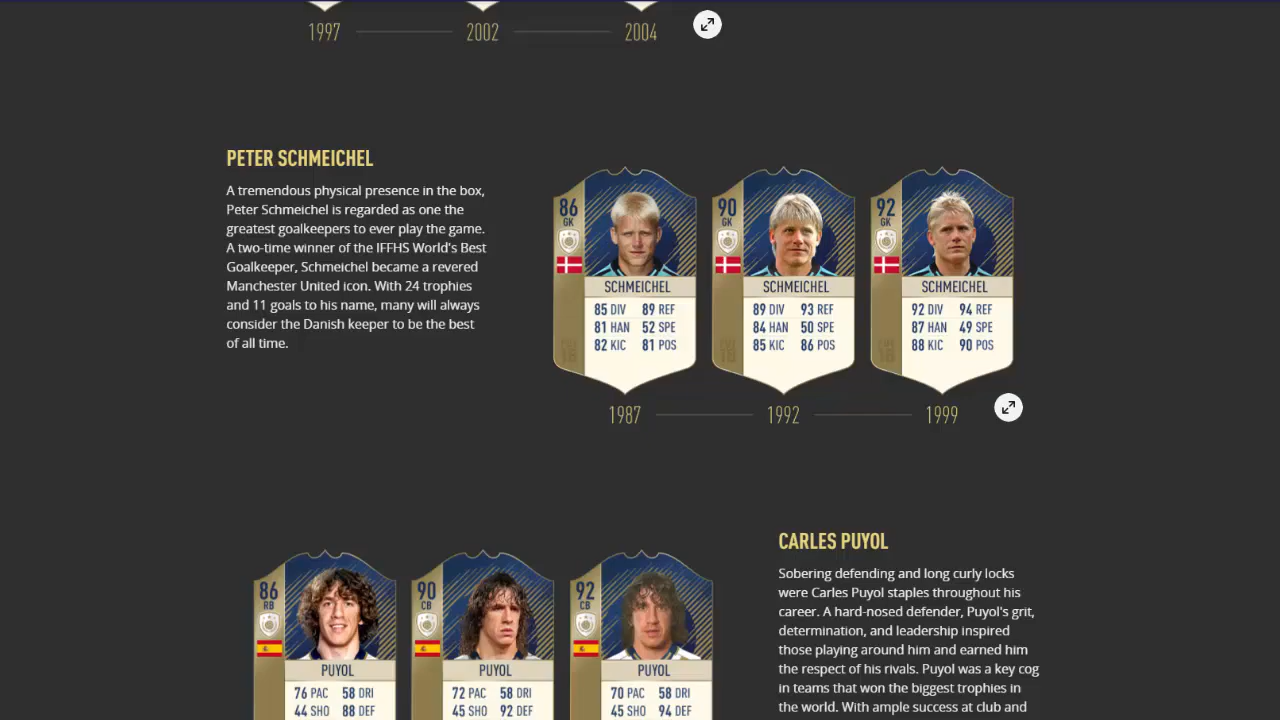 1997
2002
2004
PETER SCHMEICHEL
A tremendous physical presence in the box,
Peter Schmeichel is regarded as one the
greatest goalkeepers to ever play the game.
A two-time winner of the IFFHS World's Best
Goalkeeper, Schmeichel became a revered
Manchester United icon. With 24 trophies
and 11 goals to his name, many will always
consider the Danish keeper to be the best
of all time.
86
GK
SCHMEICHEL
85 DIV 89 REF
81 HAN 52 SPE
82 KIC 81 POS
1987
90
GK
SCHMEICHEL
89 DIV 93 REF
84 HAN 50 SPE
85 KIC 86 POS
1992
92
GK
SCHMEICHEL
92 DIV 94 REF
87 HAN 49 SPE
88 KIC 90 POS
1999
86
RB
PUYOL
76 PAC 58 DRI
44 SHO 88 DEF
90
CB
PUYOL
72 PAC 58 DRI
45 SHO 92 DEF
92
CB
PUYOL
70 PAC 58 DRI
45 SHO 94 DEF
CARLES PUYOL
Sobering defending and long curly locks
were Carles Puyol staples throughout his
career. A hard-nosed defender, Puyol's grit,
determination, and leadership inspired
those playing around him and earned him
the respect of his rivals. Puyol was a key cog
in teams that won the biggest trophies in
the world. With ample success at club and